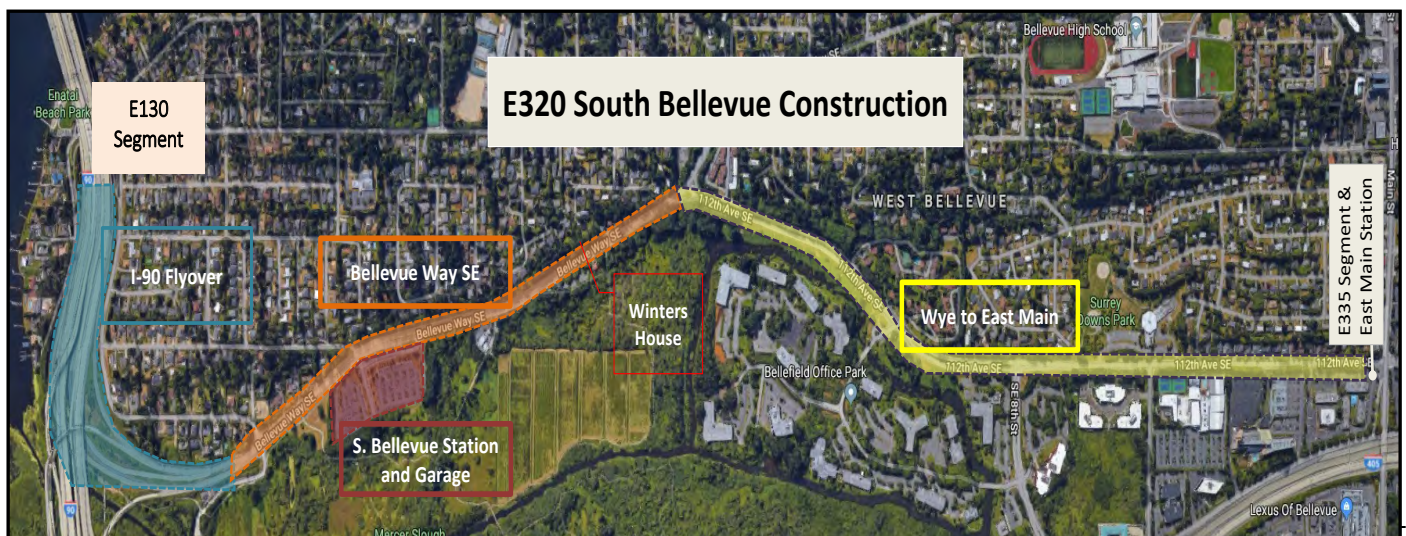 Bellevue High School
Enatai
Beach Park
E130
Segment
E320 South Bellevue Construction
90
WEST BELLEVUE
Main St
112th Ave SE
E335 Segment &
East Main Station
I-90 Flyover
Bellevue Way SE
Bellevue Way SE
112th Ave SE
Winters
House
Wye to East Main
Surrey
Downs Park
Bellevue Way SE
Bellefield Office Park
112th Ave SE
112th Ave SE
112th Ave SE
SE 8th St
Bellevue Way SE
S. Bellevue Station
and Garage
405
90
Lexus Of Bellevue
Mercer Slough